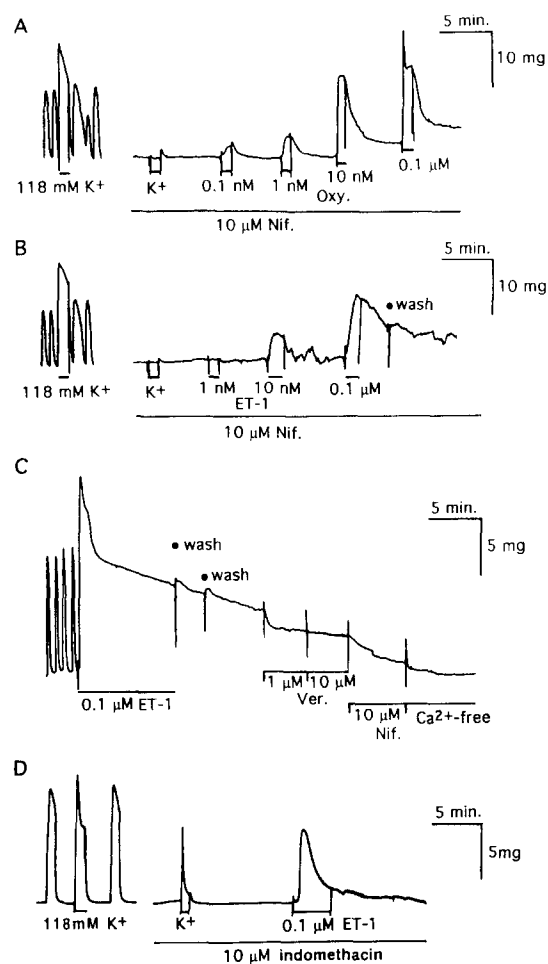 A
5 min.
10 mg
118 mM K+
K+
0.1 nM
1 nM
10 nM
0.1 µM
Oxy.
10 µM Nif.
B
5 min.
10 mg
• wash
118 mM K+
K+
1 nM
10 nM
0.1 µM
ET-1
10 µM Nif.
C
5 min.
5 mg
• wash
• wash
0.1 µM ET-1
1 µM
10 µM
Ver.
10 µM
Nif.
Ca2+-free
D
5 min.
5mg
118mM K+
K+
0.1 µM ET-1
10 µM indomethacin